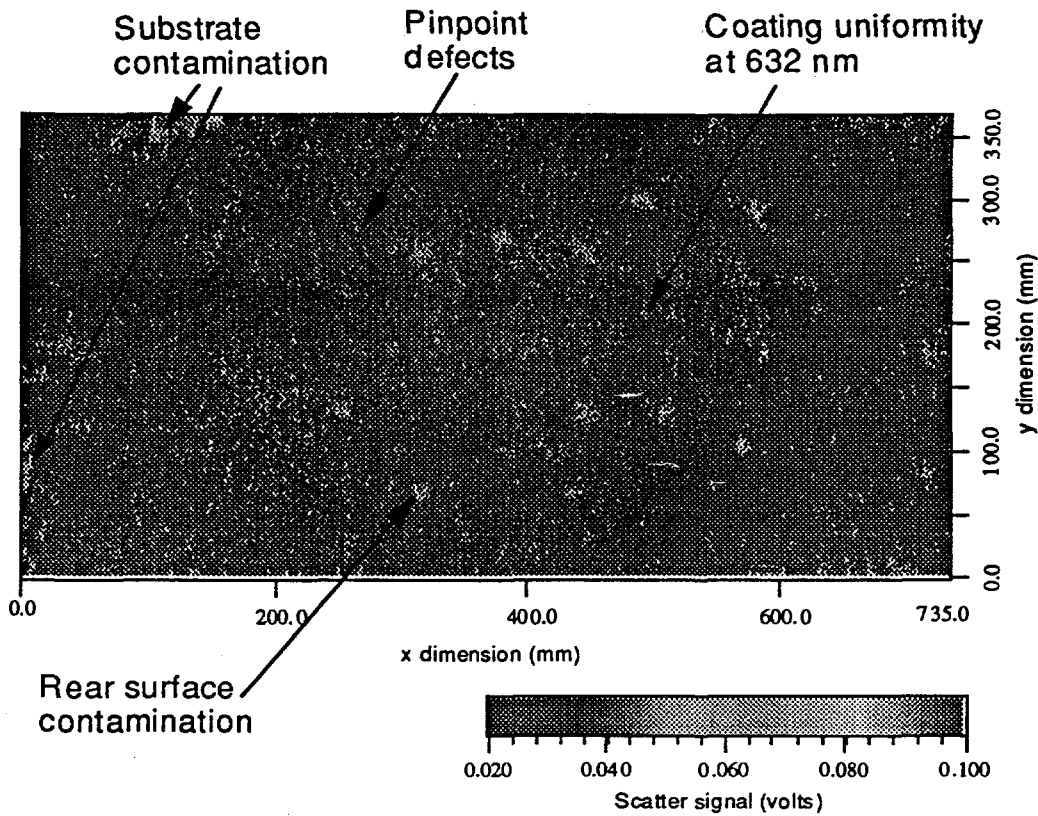 Substrate
contamination
Pinpoint
defects
Coating uniformity
at 632 nm
350.0
300.0
200.0
100.0
0.0
y dimension (mm)
0.0
200.0
400.0
600.0
735.0
x dimension (mm)
Rear surface
contamination
0.020
0.040
0.060
0.080
0.100
Scatter signal (volts)